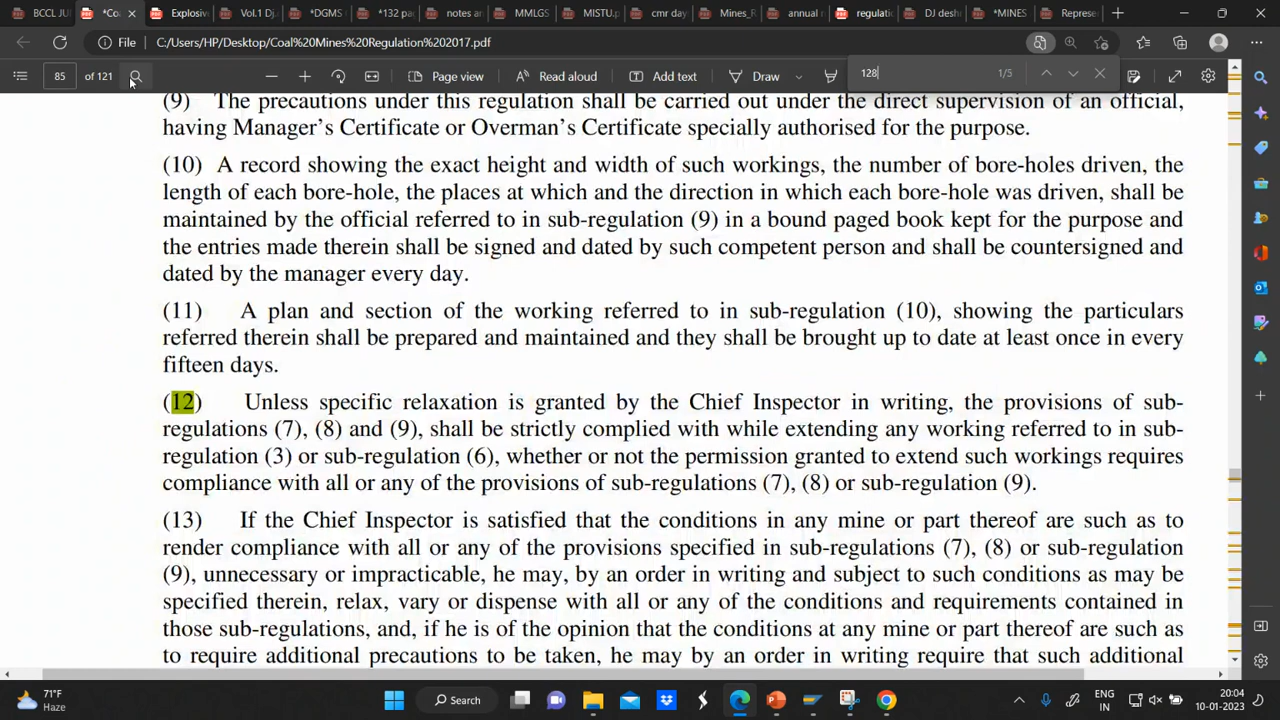 BCCL JU
*Co
Explosiv
Vol.1 D.
*DGMS
*132 pa
notes ar
MMLGS
MISTU.p
cmr day
Mines_R
annual r
regulati
DJ desh
*MINES
Represe
File C:/Users/HP/Desktop/Coal%20Mines%20Regulation%202017.pdf
85 of 121 Page view Read aloud Add text Draw 128 1/5
(9) The precautions under this regulation shall be carried out under the direct supervision of an official,
having Manager's Certificate or Overman's Certificate specially authorised for the purpose.
(10) A record showing the exact height and width of such workings, the number of bore-holes driven, the
length of each bore-hole, the places at which and the direction in which each bore-hole was driven, shall be
maintained by the official referred to in sub-regulation (9) in a bound paged book kept for the purpose and
the entries made therein shall be signed and dated by such competent person and shall be countersigned and
dated by the manager every day.
(11) A plan and section of the working referred to in sub-regulation (10), showing the particulars
referred therein shall be prepared and maintained and they shall be brought up to date at least once in every
fifteen days.
(12) Unless specific relaxation is granted by the Chief Inspector in writing, the provisions of sub-
regulations (7), (8) and (9), shall be strictly complied with while extending any working referred to in sub-
regulation (3) or sub-regulation (6), whether or not the permission granted to extend such workings requires
compliance with all or any of the provisions of sub-regulations (7), (8) or sub-regulation (9).
(13) If the Chief Inspector is satisfied that the conditions in any mine or part thereof are such as to
render compliance with all or any of the provisions specified in sub-regulations (7), (8) or sub-regulation
(9), unnecessary or impracticable, he may, by an order in writing and subject to such conditions as may be
specified therein, relax, vary or dispense with all or any of the conditions and requirements contained in
those sub-regulations, and, if he is of the opinion that the conditions at any mine or part thereof are such as
to require additional precautions to be taken, he may by an order in writing require that such additional
71°F
Haze
Search
ENG
IN
20:04
10-01-2023